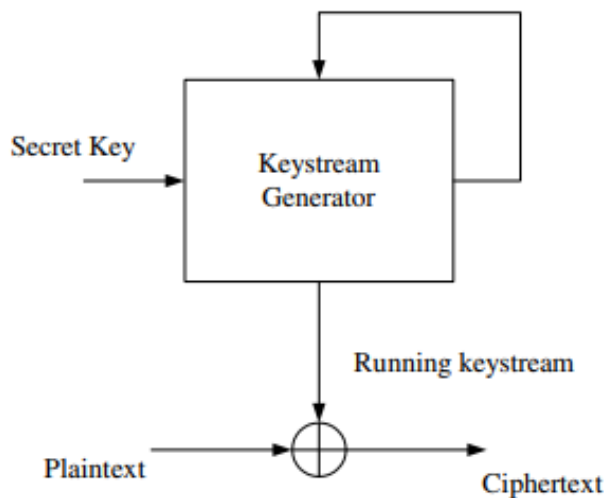 Secret Key
Keystream
Generator
Running keystream
Plaintext
Ciphertext